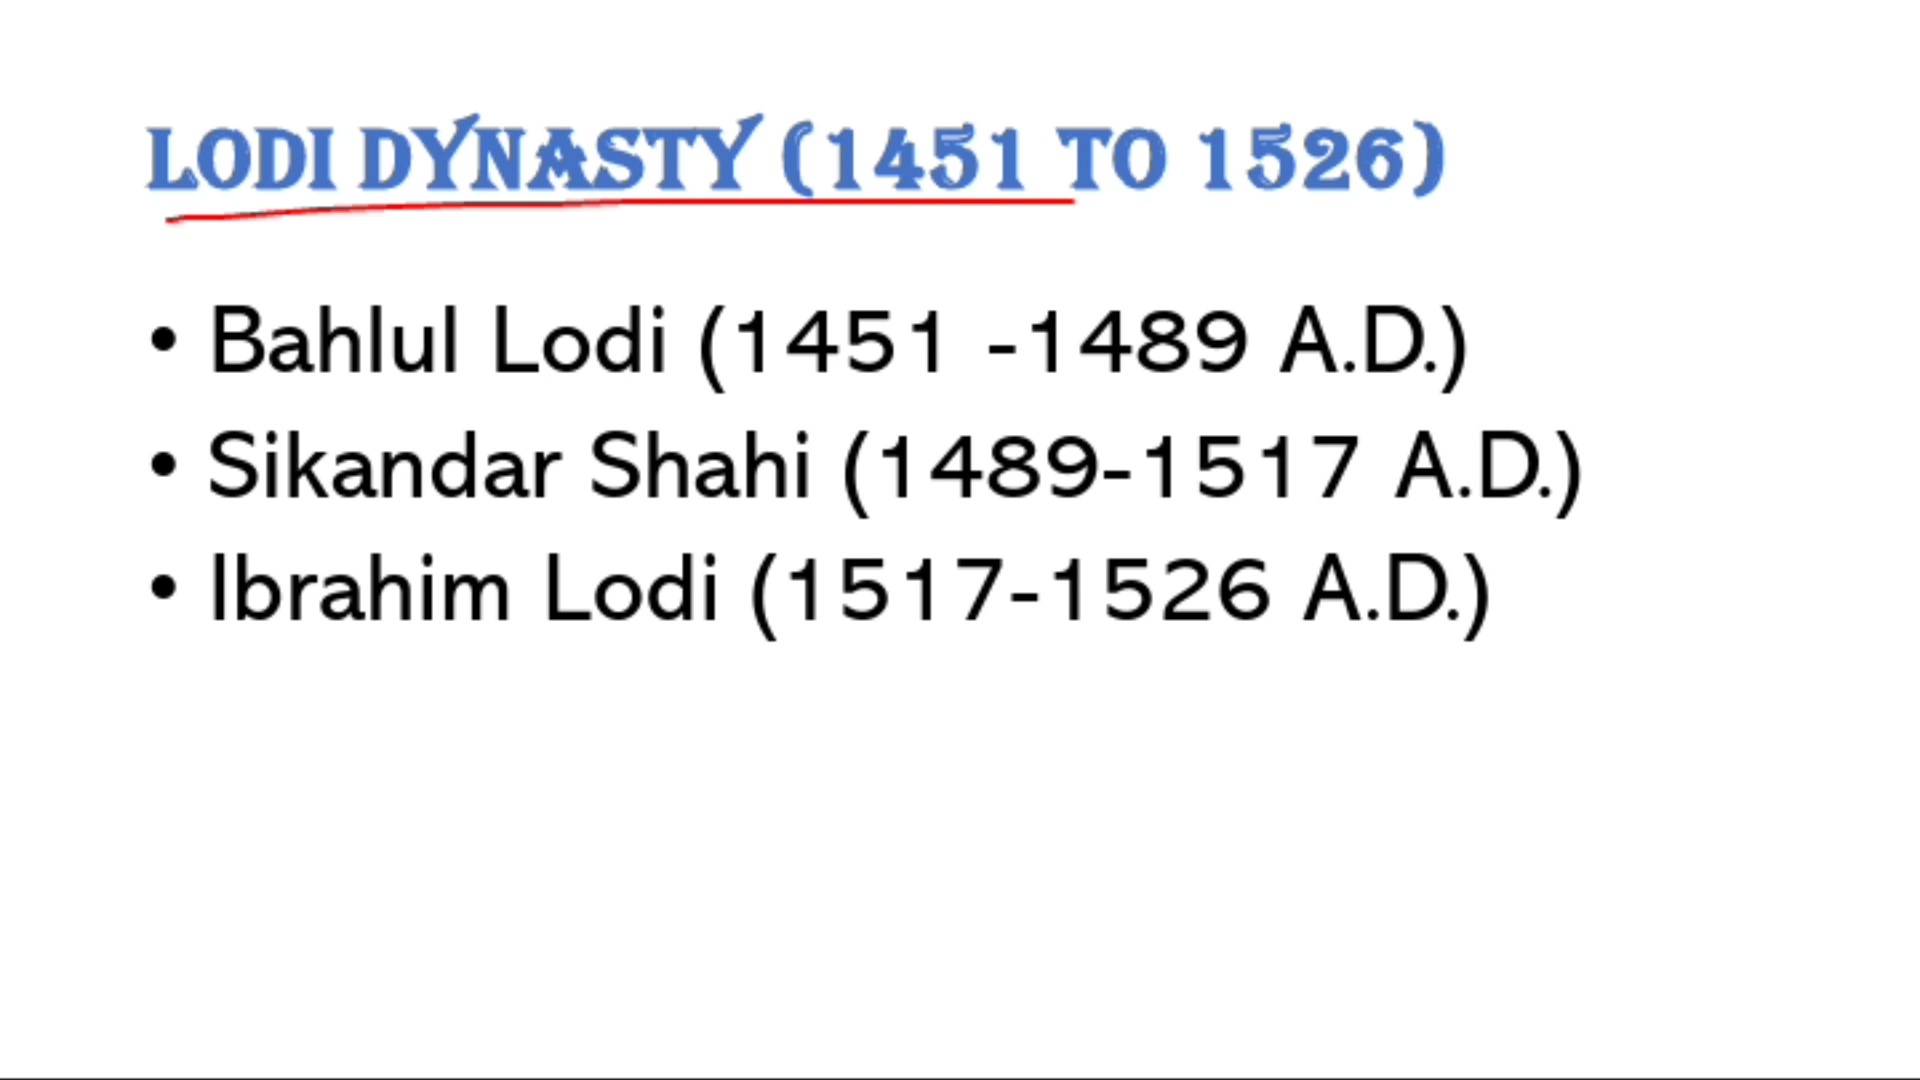 LODI DYNASTY (1451 TO 1526)
• Bahlul Lodi (1451 -1489 A.D.)
• Sikandar Shahi (1489-1517 A.D.)
• Ibrahim Lodi (1517-1526 A.D.)